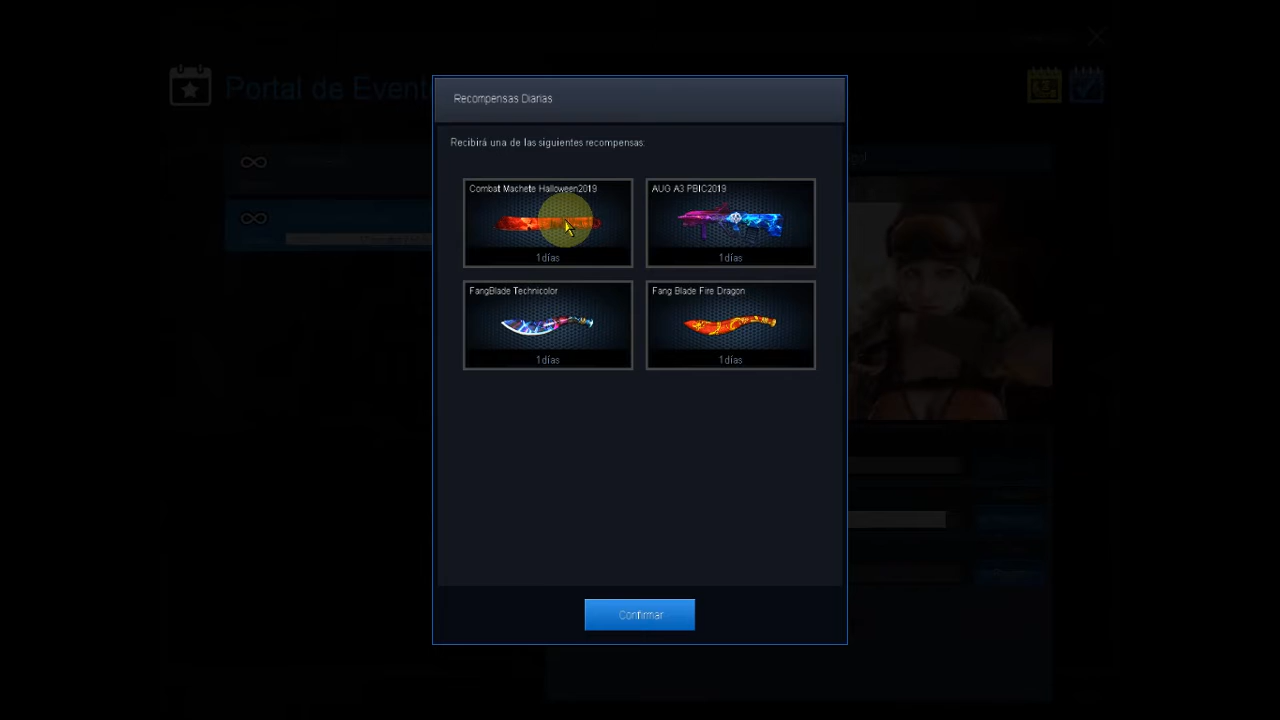 Portal de Event
Recompensas Diarias
Recibirá una de las siguientes recompensas:
Combat Machete Halloween2019
1 días
AUG A3 PBIC2019
1 días
FangBlade Technicolor
1 días
Fang Blade Fire Dragon
1 días
Confirmar